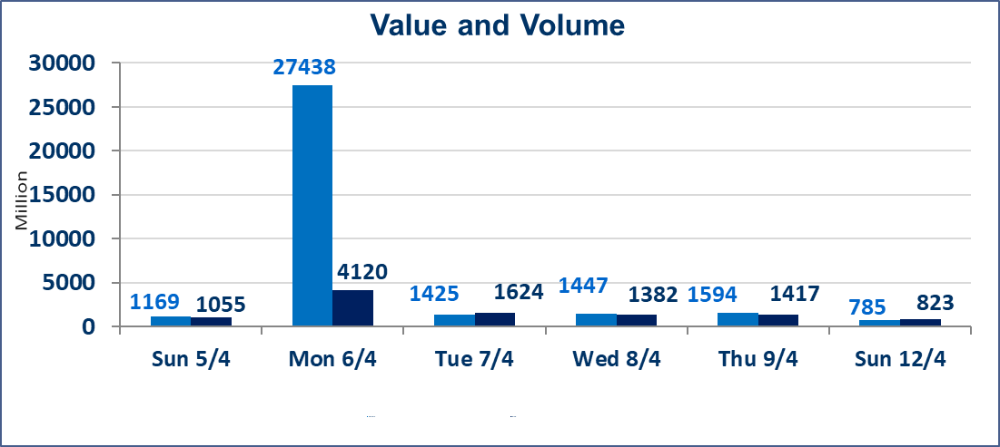 Value and Volume
30000
25000
20000
15000
10000
5000
0
Million
1169
1055
27438
4120
1425
1624
1447
1382
1594
1417
785
823
Sun 5/4
Mon 6/4
Tue 7/4
Wed 8/4
Thu 9/4
Sun 12/4